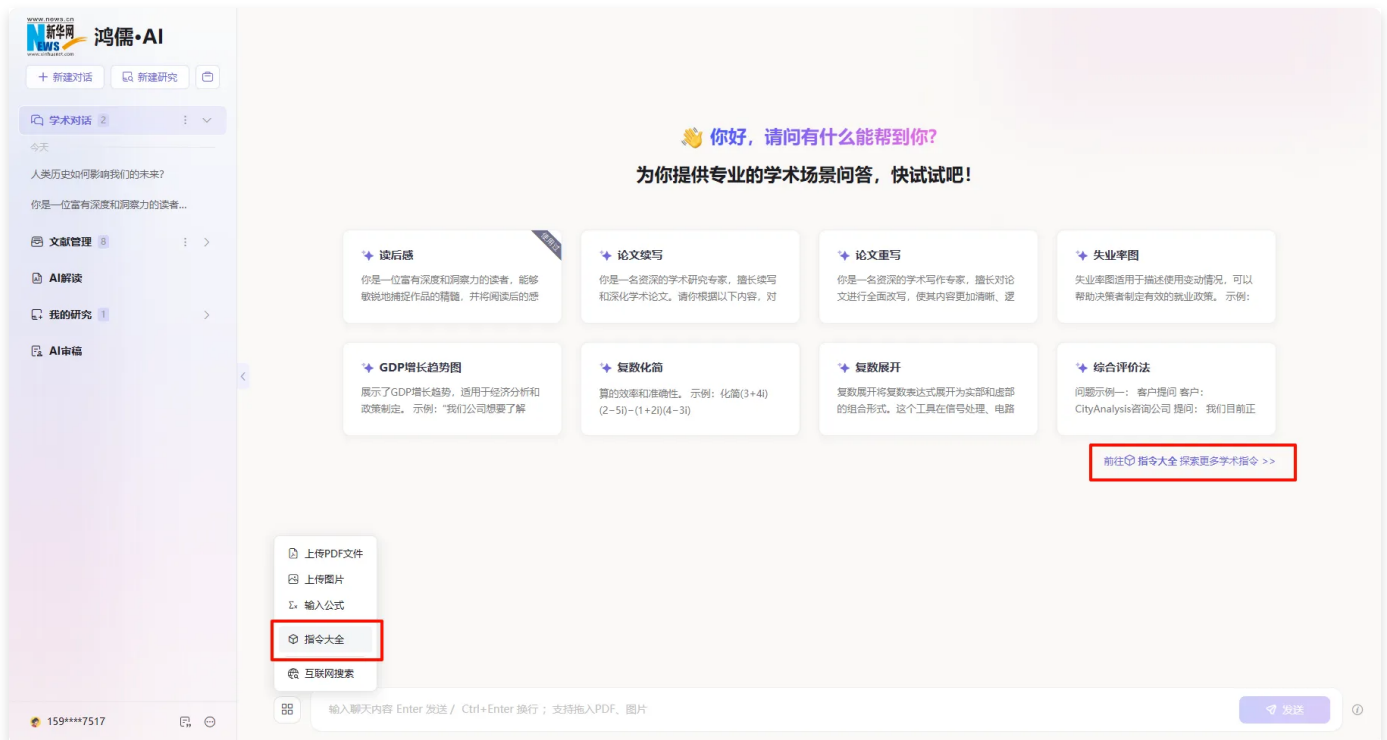 www.news.cn
新华网
NEWS
www.xinhuanet.com
鸿儒•AI
新建对话
新建研究
学术对话 2
今天
人类历史如何影响我们的未来?
你是一位富有深度和洞察力的读者...
文献管理 8
AI解读
我的研究 1
AI审稿
159****7517
👋 你好，请问有什么能帮到你?
为你提供专业的学术场景问答，快试试吧!
读后感
使用过
你是一位富有深度和洞察力的读者，能够
敏锐地捕捉作品的精髓，并将阅读后的感
论文续写
你是一名资深的学术研究专家，擅长续写
和深化学术论文。请你根据以下内容，对
论文重写
你是一名资深的学术写作专家，擅长对论
文进行全面改写，使其内容更加清晰、逻
失业率图
失业率图适用于描述使用变动情况，可以
帮助决策者制定有效的就业政策。 示例：
GDP增长趋势图
展示了GDP增长趋势，适用于经济分析和
政策制定。 示例："我们公司想要了解
复数化简
算的效率和准确性。 示例：化简(3+4i)
(2−5i)−(1+2i)(4−3i)
复数展开
复数展开将复数表达式展开为实部和虚部
的组合形式。这个工具在信号处理、电路
综合评价法
问题示例一： 客户提问 客户：
CityAnalysis咨询公司 提问： 我们目前正
前往 指令大全 探索更多学术指令 >>
上传PDF文件
上传图片
输入公式
指令大全
互联网搜索
输入聊天内容 Enter 发送 / Ctrl+Enter 换行 ；支持拖入PDF、图片
发送